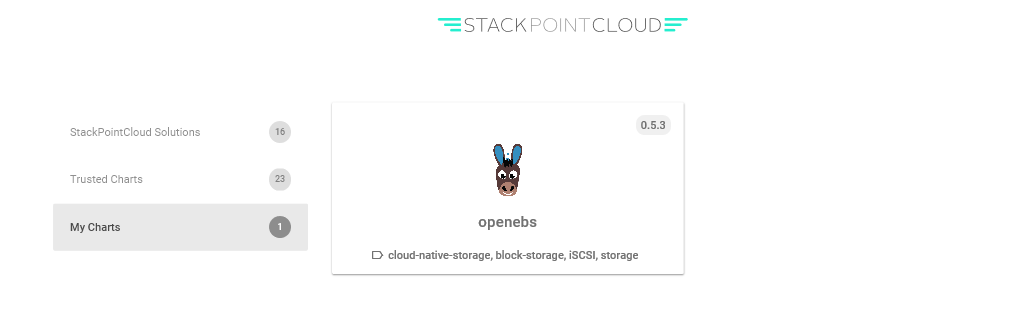 STACKPOINTCLOUD
StackPointCloud Solutions 16
Trusted Charts 23
My Charts 1
0.5.3
openebs
cloud-native-storage, block-storage, iSCSI, storage